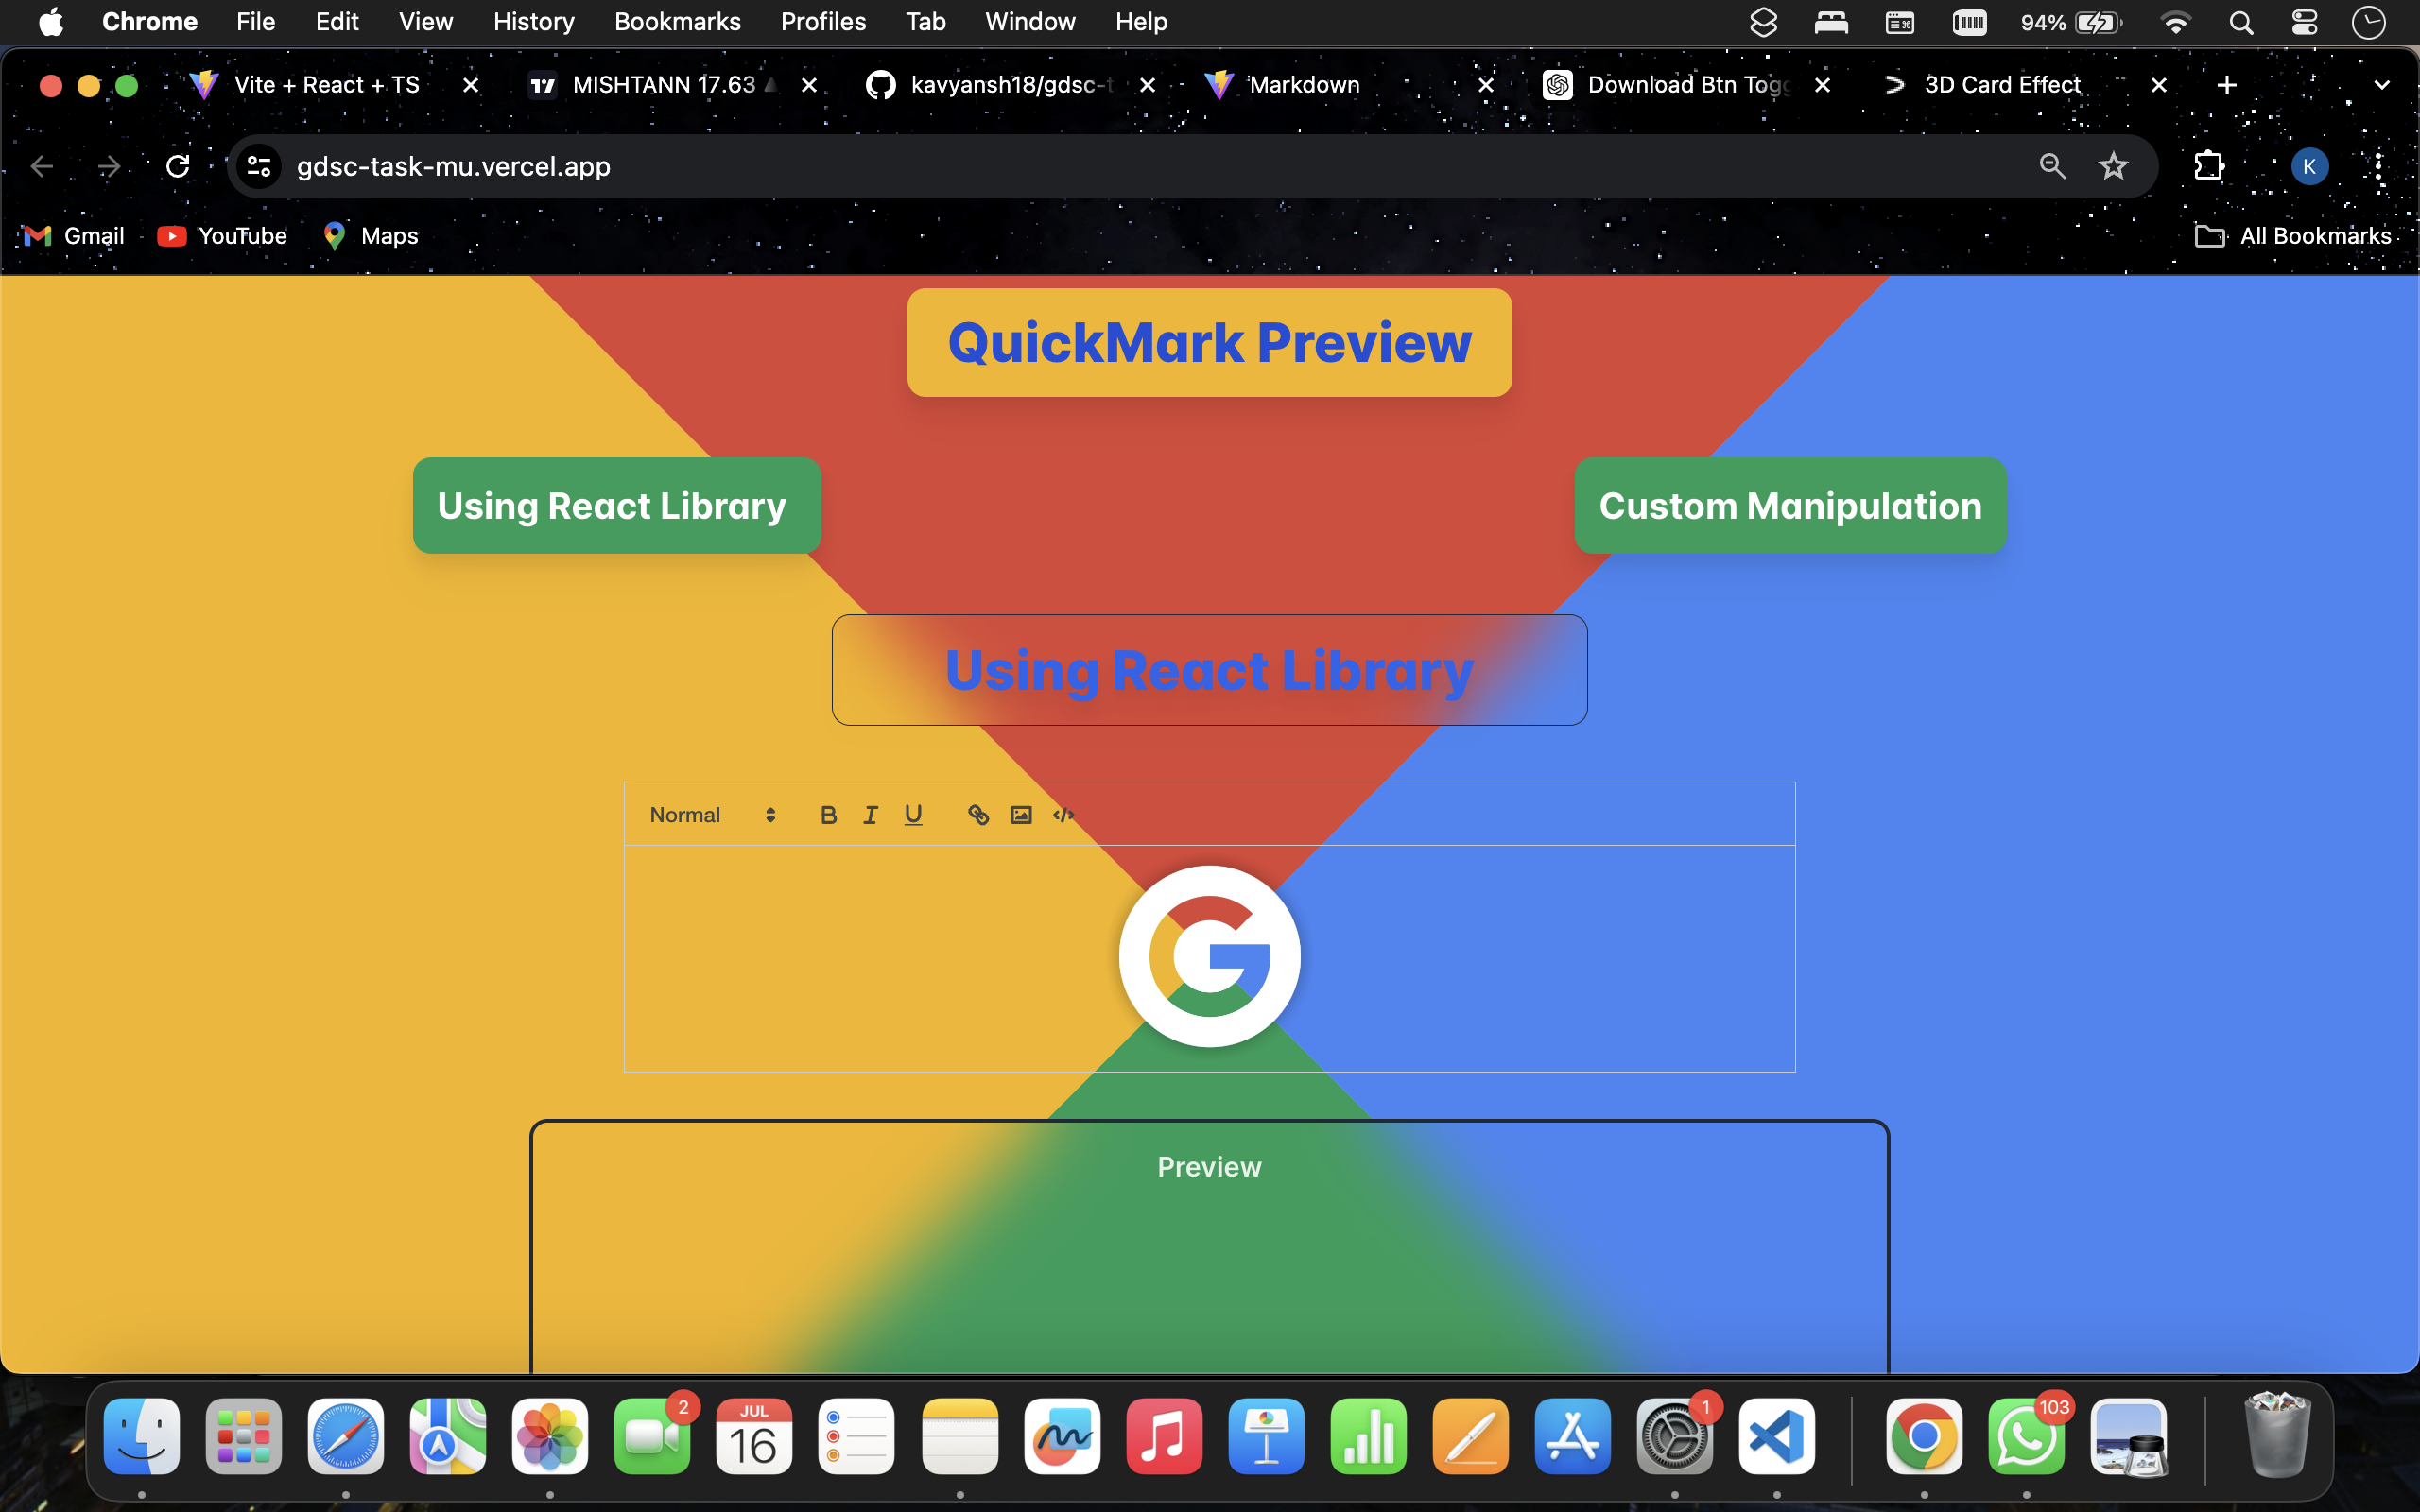 Chrome File Edit View History Bookmarks Profiles Tab Window Help 94%
Vite + React + TS MISHTANN 17.63 kavyansh18/gdsc-t Markdown Download Btn Togg 3D Card Effect
gdsc-task-mu.vercel.app K
Gmail YouTube Maps All Bookmarks
QuickMark Preview
Using React Library Custom Manipulation
Using React Library
Normal B I U
Preview
2 JUL 1 103
16